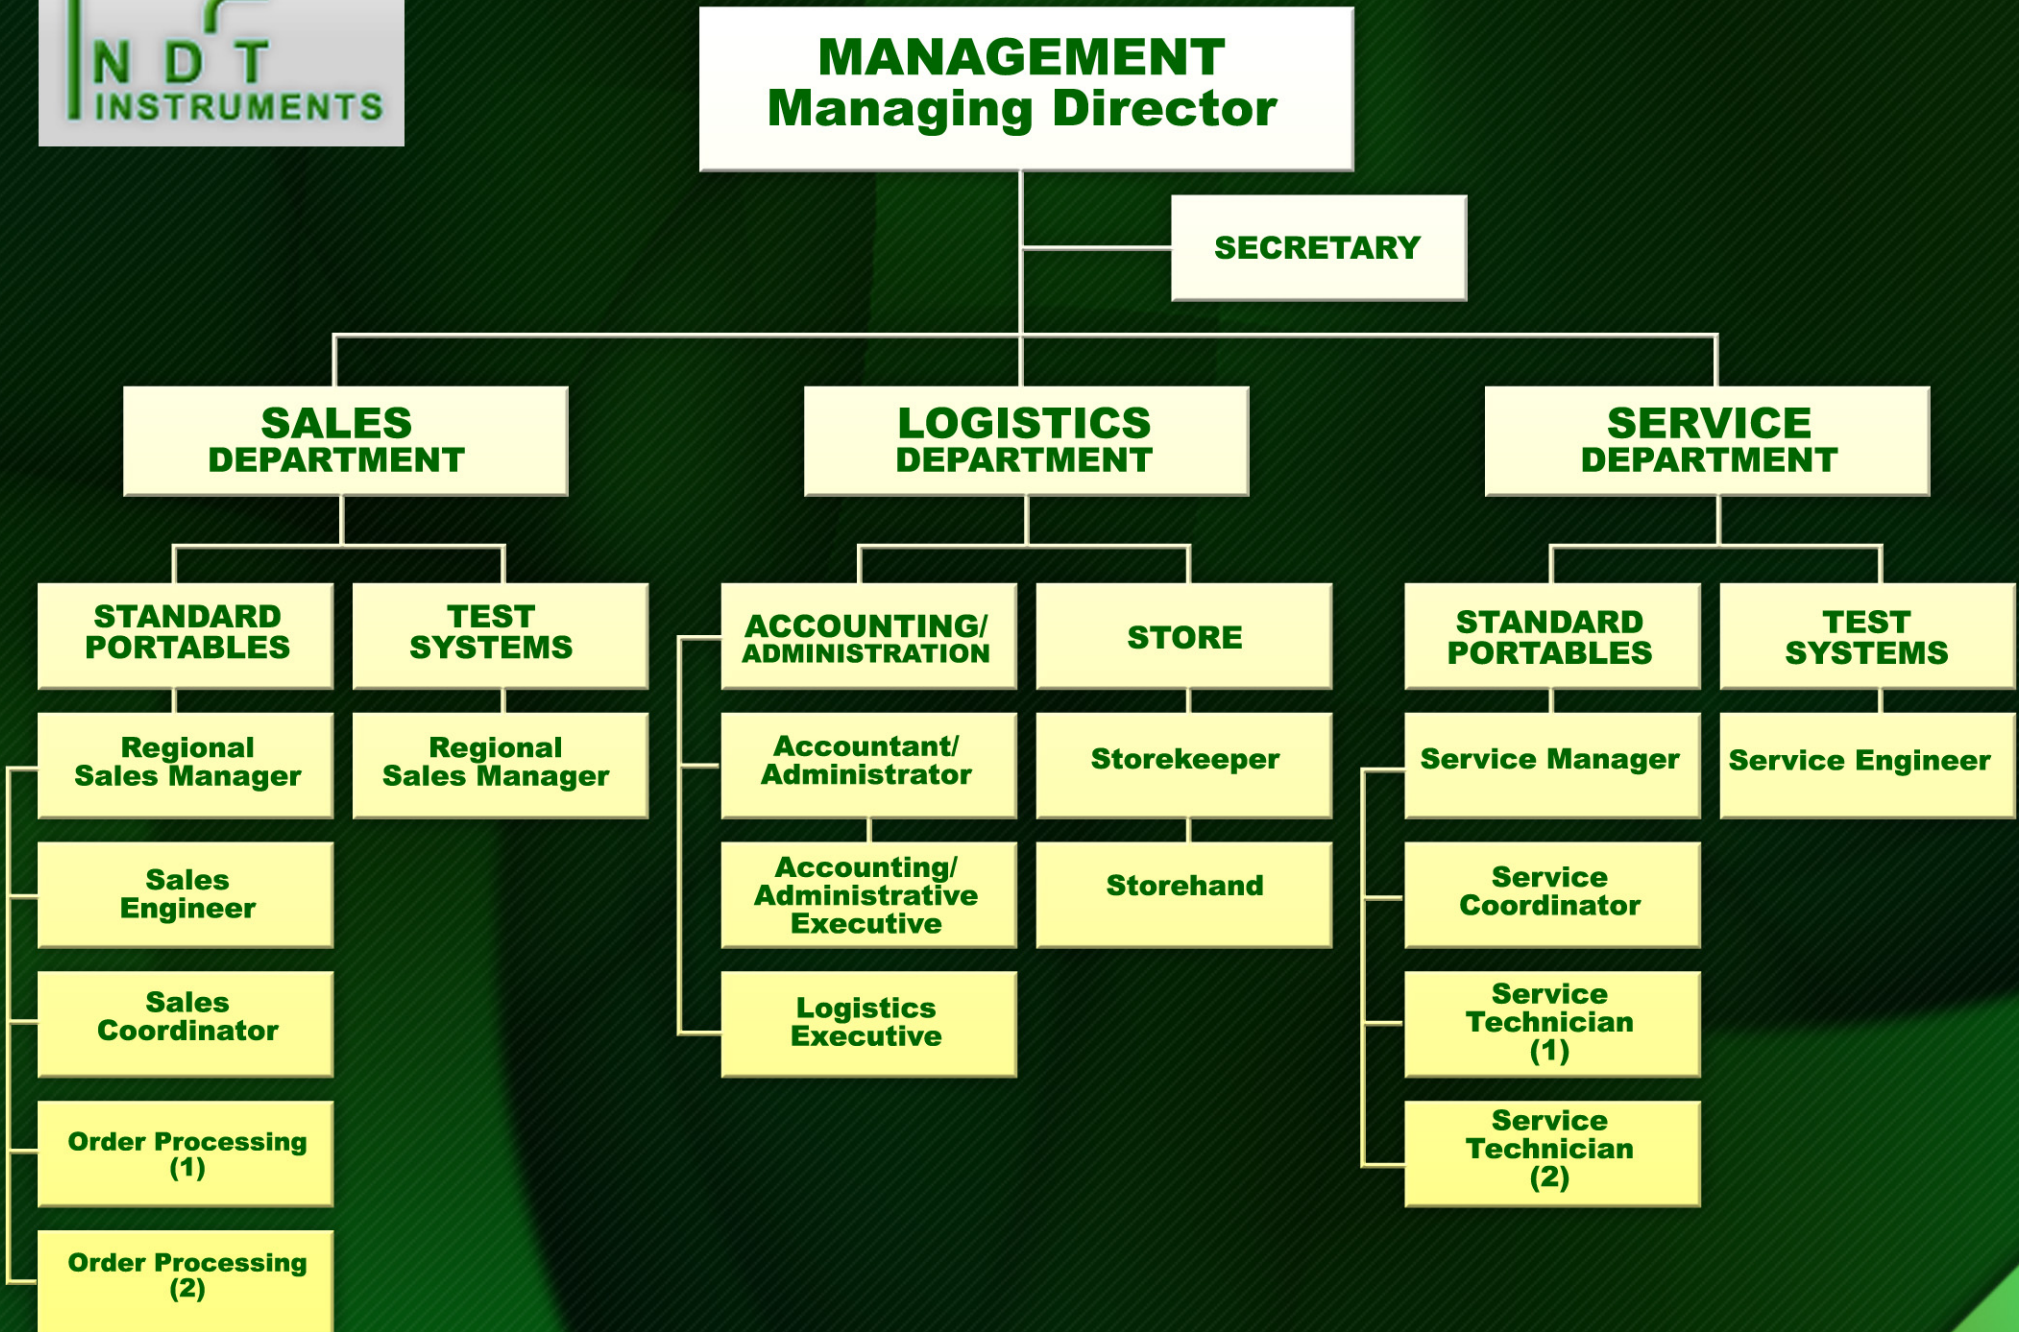 N D T
INSTRUMENTS
MANAGEMENT
Managing Director
SECRETARY
SALES
DEPARTMENT
LOGISTICS
DEPARTMENT
SERVICE
DEPARTMENT
STANDARD
PORTABLES
TEST
SYSTEMS
ACCOUNTING/
ADMINISTRATION
STORE
STANDARD
PORTABLES
TEST
SYSTEMS
Regional
Sales Manager
Regional
Sales Manager
Accountant/
Administrator
Storekeeper
Service Manager
Service Engineer
Sales
Engineer
Accounting/
Administrative
Executive
Storehand
Service
Coordinator
Sales
Coordinator
Logistics
Executive
Service
Technician
(1)
Order Processing
(1)
Service
Technician
(2)
Order Processing
(2)